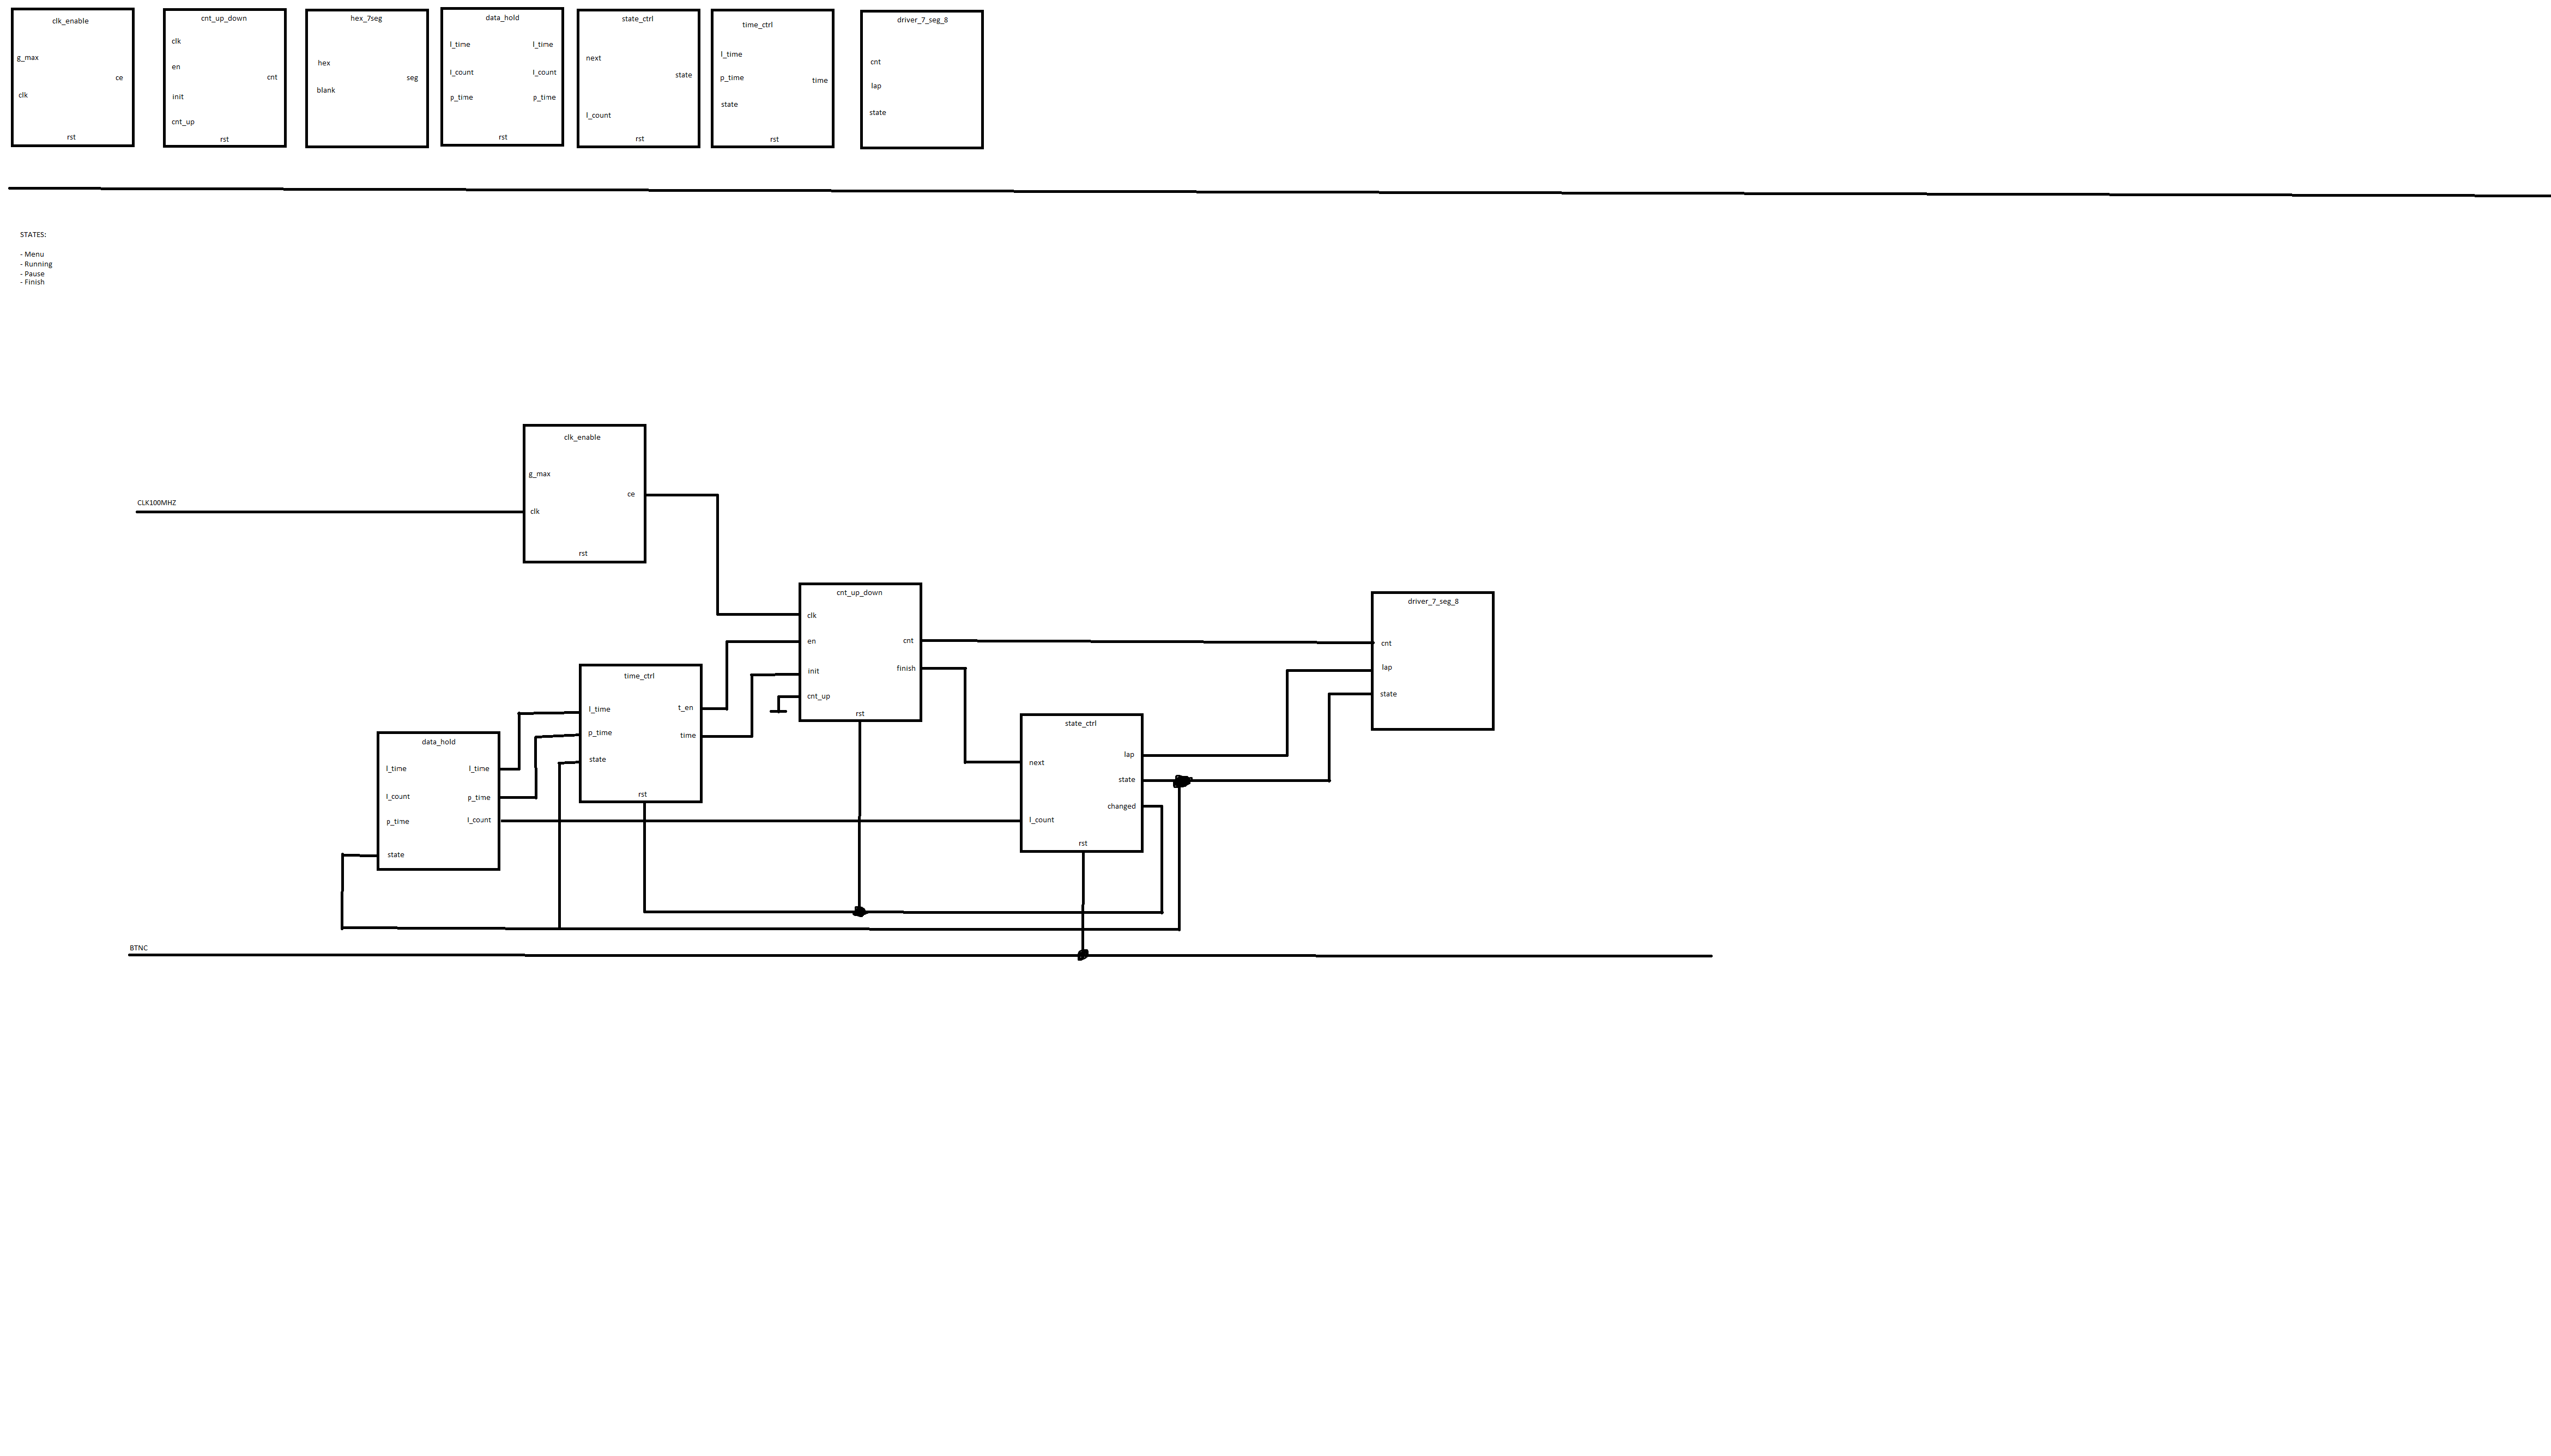 clk_enable
g_max
ce
clk
rst
cnt_up_down
clk
en
cnt
init
cnt_up
rst
hex_7seg
hex
seg
blank
rst
data_hold
l_time
l_time
l_count
l_count
p_time
p_time
rst
state_ctrl
next
state
l_count
rst
time_ctrl
l_time
p_time
time
state
rst
driver_7_seg_8
cnt
lap
state
STATES:
- Menu
- Running
- Pause
- Finish
clk_enable
g_max
ce
CLK100MHZ
clk
rst
cnt_up_down
clk
en
cnt
init
finish
cnt_up
rst
driver_7_seg_8
cnt
lap
state
time_ctrl
l_time
t_en
p_time
time
state
rst
data_hold
l_time
l_time
l_count
p_time
p_time
l_count
state
state_ctrl
lap
next
state
changed
l_count
rst
BTNC